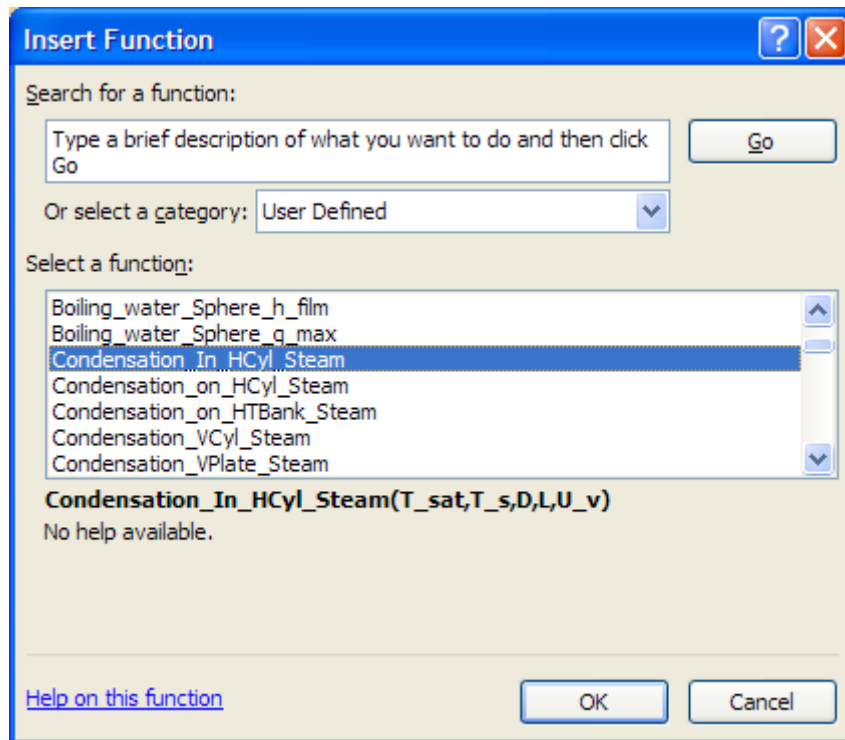 Insert Function
?
Search for a function:
Type a brief description of what you want to do and then click
Go
Go
Or select a category: User Defined
Select a function:
Boiling_water_Sphere_h_film
Boiling_water_Sphere_q_max
Condensation_In_HCyl_Steam
Condensation_on_HCyl_Steam
Condensation_on_HTBank_Steam
Condensation_VCyl_Steam
Condensation_VPlate_Steam
Condensation_In_HCyl_Steam(T_sat,T_s,D,L,U_v)
No help available.
Help on this function
OK
Cancel